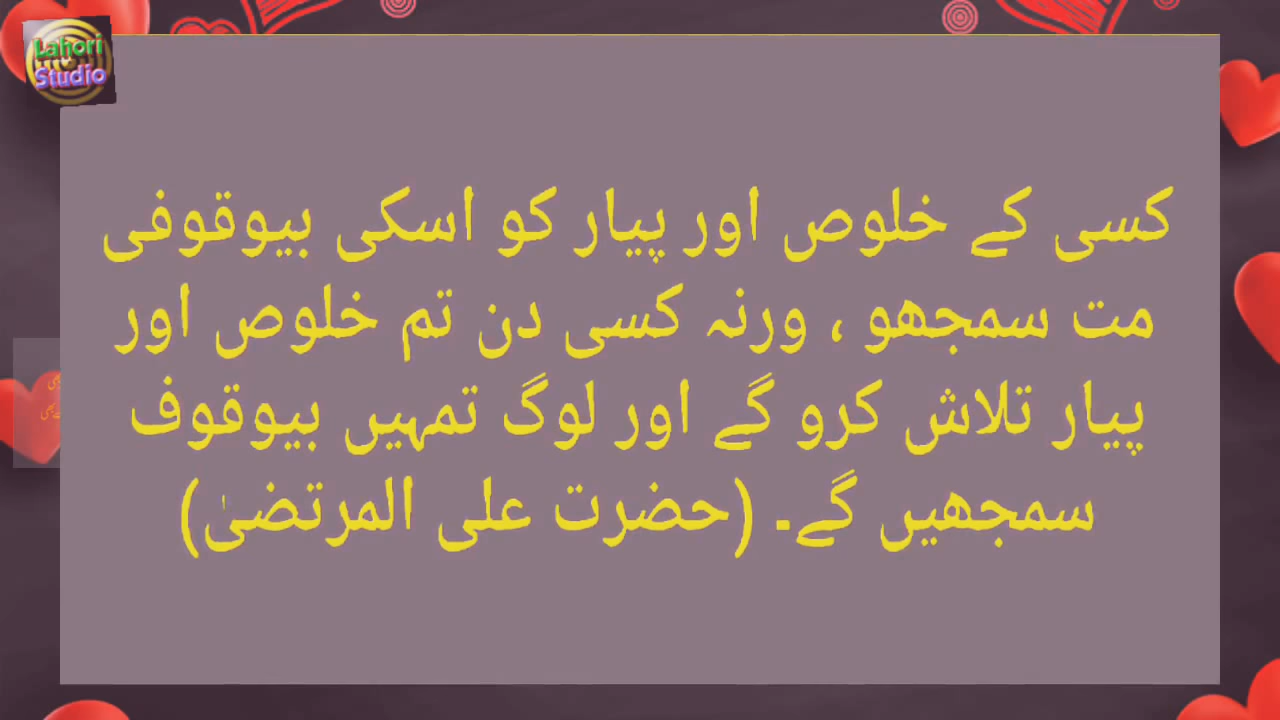 Lahori
Studio
کسی کے خلوص اور پیار کو اسکی بیوقوفی
مت سمجھو ، ورنہ کسی دن تم خلوص اور
پیار تلاش کرو گے اور لوگ تمہیں بیوقوف
سمجھیں گے۔ (حضرت علی المرتضیٰ)